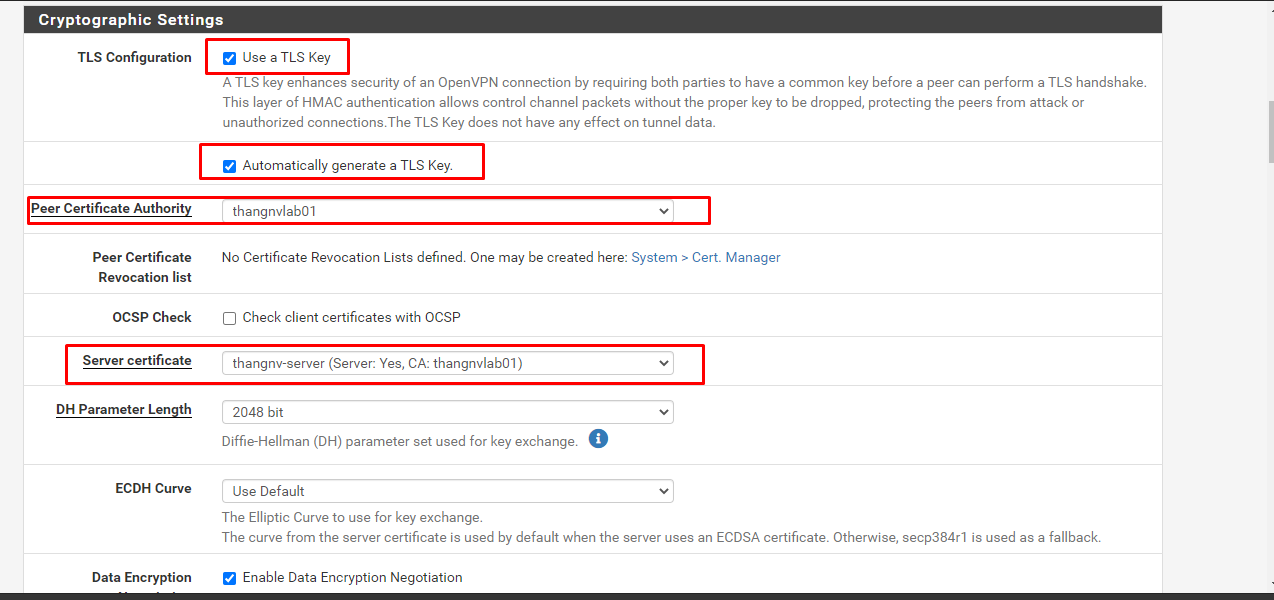 Cryptographic Settings
TLS Configuration
Use a TLS Key
A TLS key enhances security of an OpenVPN connection by requiring both parties to have a common key before a peer can perform a TLS handshake.
This layer of HMAC authentication allows control channel packets without the proper key to be dropped, protecting the peers from attack or
unauthorized connections.The TLS Key does not have any effect on tunnel data.
Automatically generate a TLS Key.
Peer Certificate Authority
thangnvlab01
Peer Certificate
Revocation list
No Certificate Revocation Lists defined. One may be created here: System > Cert. Manager
OCSP Check
Check client certificates with OCSP
Server certificate
thangnv-server (Server: Yes, CA: thangnvlab01)
DH Parameter Length
2048 bit
Diffie-Hellman (DH) parameter set used for key exchange.
ECDH Curve
Use Default
The Elliptic Curve to use for key exchange.
The curve from the server certificate is used by default when the server uses an ECDSA certificate. Otherwise, secp384r1 is used as a fallback.
Data Encryption
Enable Data Encryption Negotiation